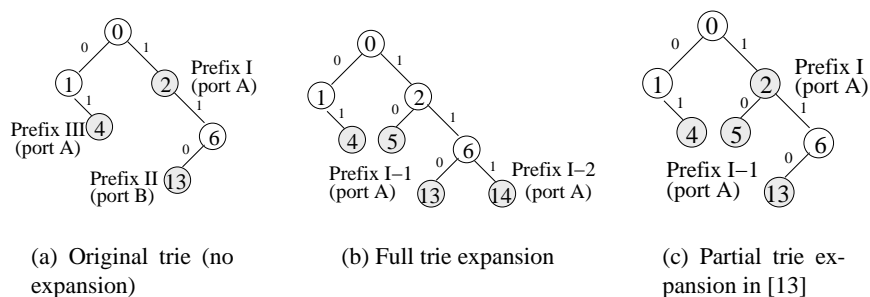 0
0
1
1
2
Prefix I
(port A)
1
1
Prefix III
(port A)
4
6
0
Prefix II
(port B)
13
(a) Original trie (no
expansion)
0
0
1
1
2
1
0
1
4
5
6
0
1
Prefix I−1
(port A)
13
14
Prefix I−2
(port A)
(b) Full trie expansion
0
0
1
1
2
Prefix I
(port A)
1
0
1
4
5
6
0
Prefix I−1
(port A)
13
(c) Partial trie ex-
pansion in [13]